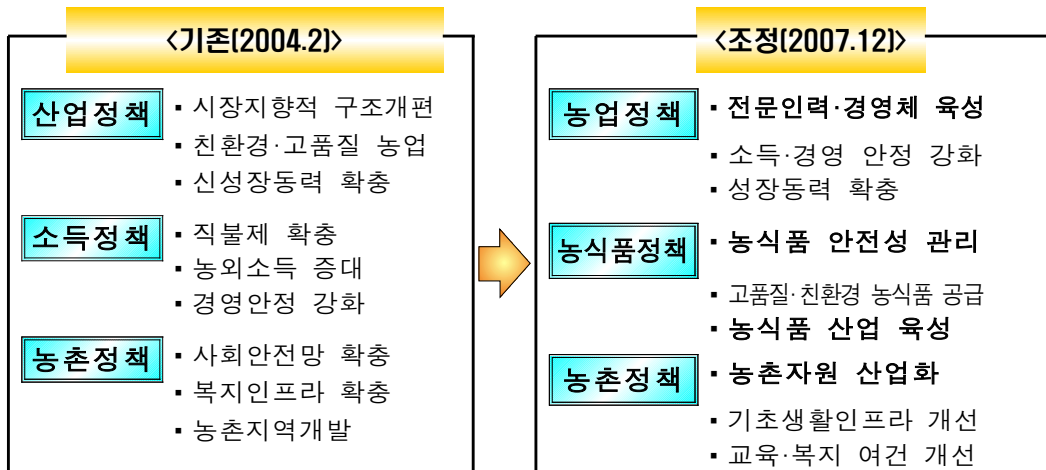 <기존(2004.2)>
산업정책
▪ 시장지향적 구조개편
▪ 친환경·고품질 농업
▪ 신성장동력 확충
소득정책
▪ 직불제 확충
▪ 농외소득 증대
▪ 경영안정 강화
농촌정책
▪ 사회안전망 확충
▪ 복지인프라 확충
▪ 농촌지역개발
<조정(2007.12)>
농업정책
▪ 전문인력·경영체 육성
▪ 소득·경영 안정 강화
▪ 성장동력 확충
농식품정책
▪ 농식품 안전성 관리
▪ 고품질·친환경 농식품 공급
▪ 농식품 산업 육성
농촌정책
▪ 농촌자원 산업화
▪ 기초생활인프라 개선
▪ 교육·복지 여건 개선